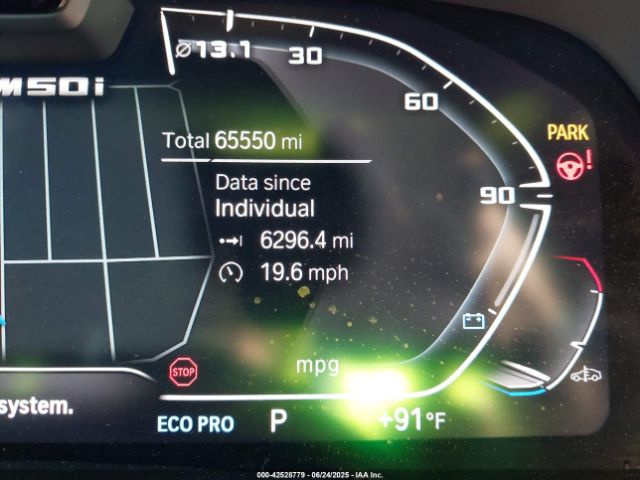 ⌀13.1
30
M50i
60
Total 65550 mi
PARK
!
Data since
Individual
90
6296.4 mi
19.6 mph
mpg
STOP
system.
ECO PRO
P
+91°F
000-42528779 | 06/24/2025 - IAA Inc.